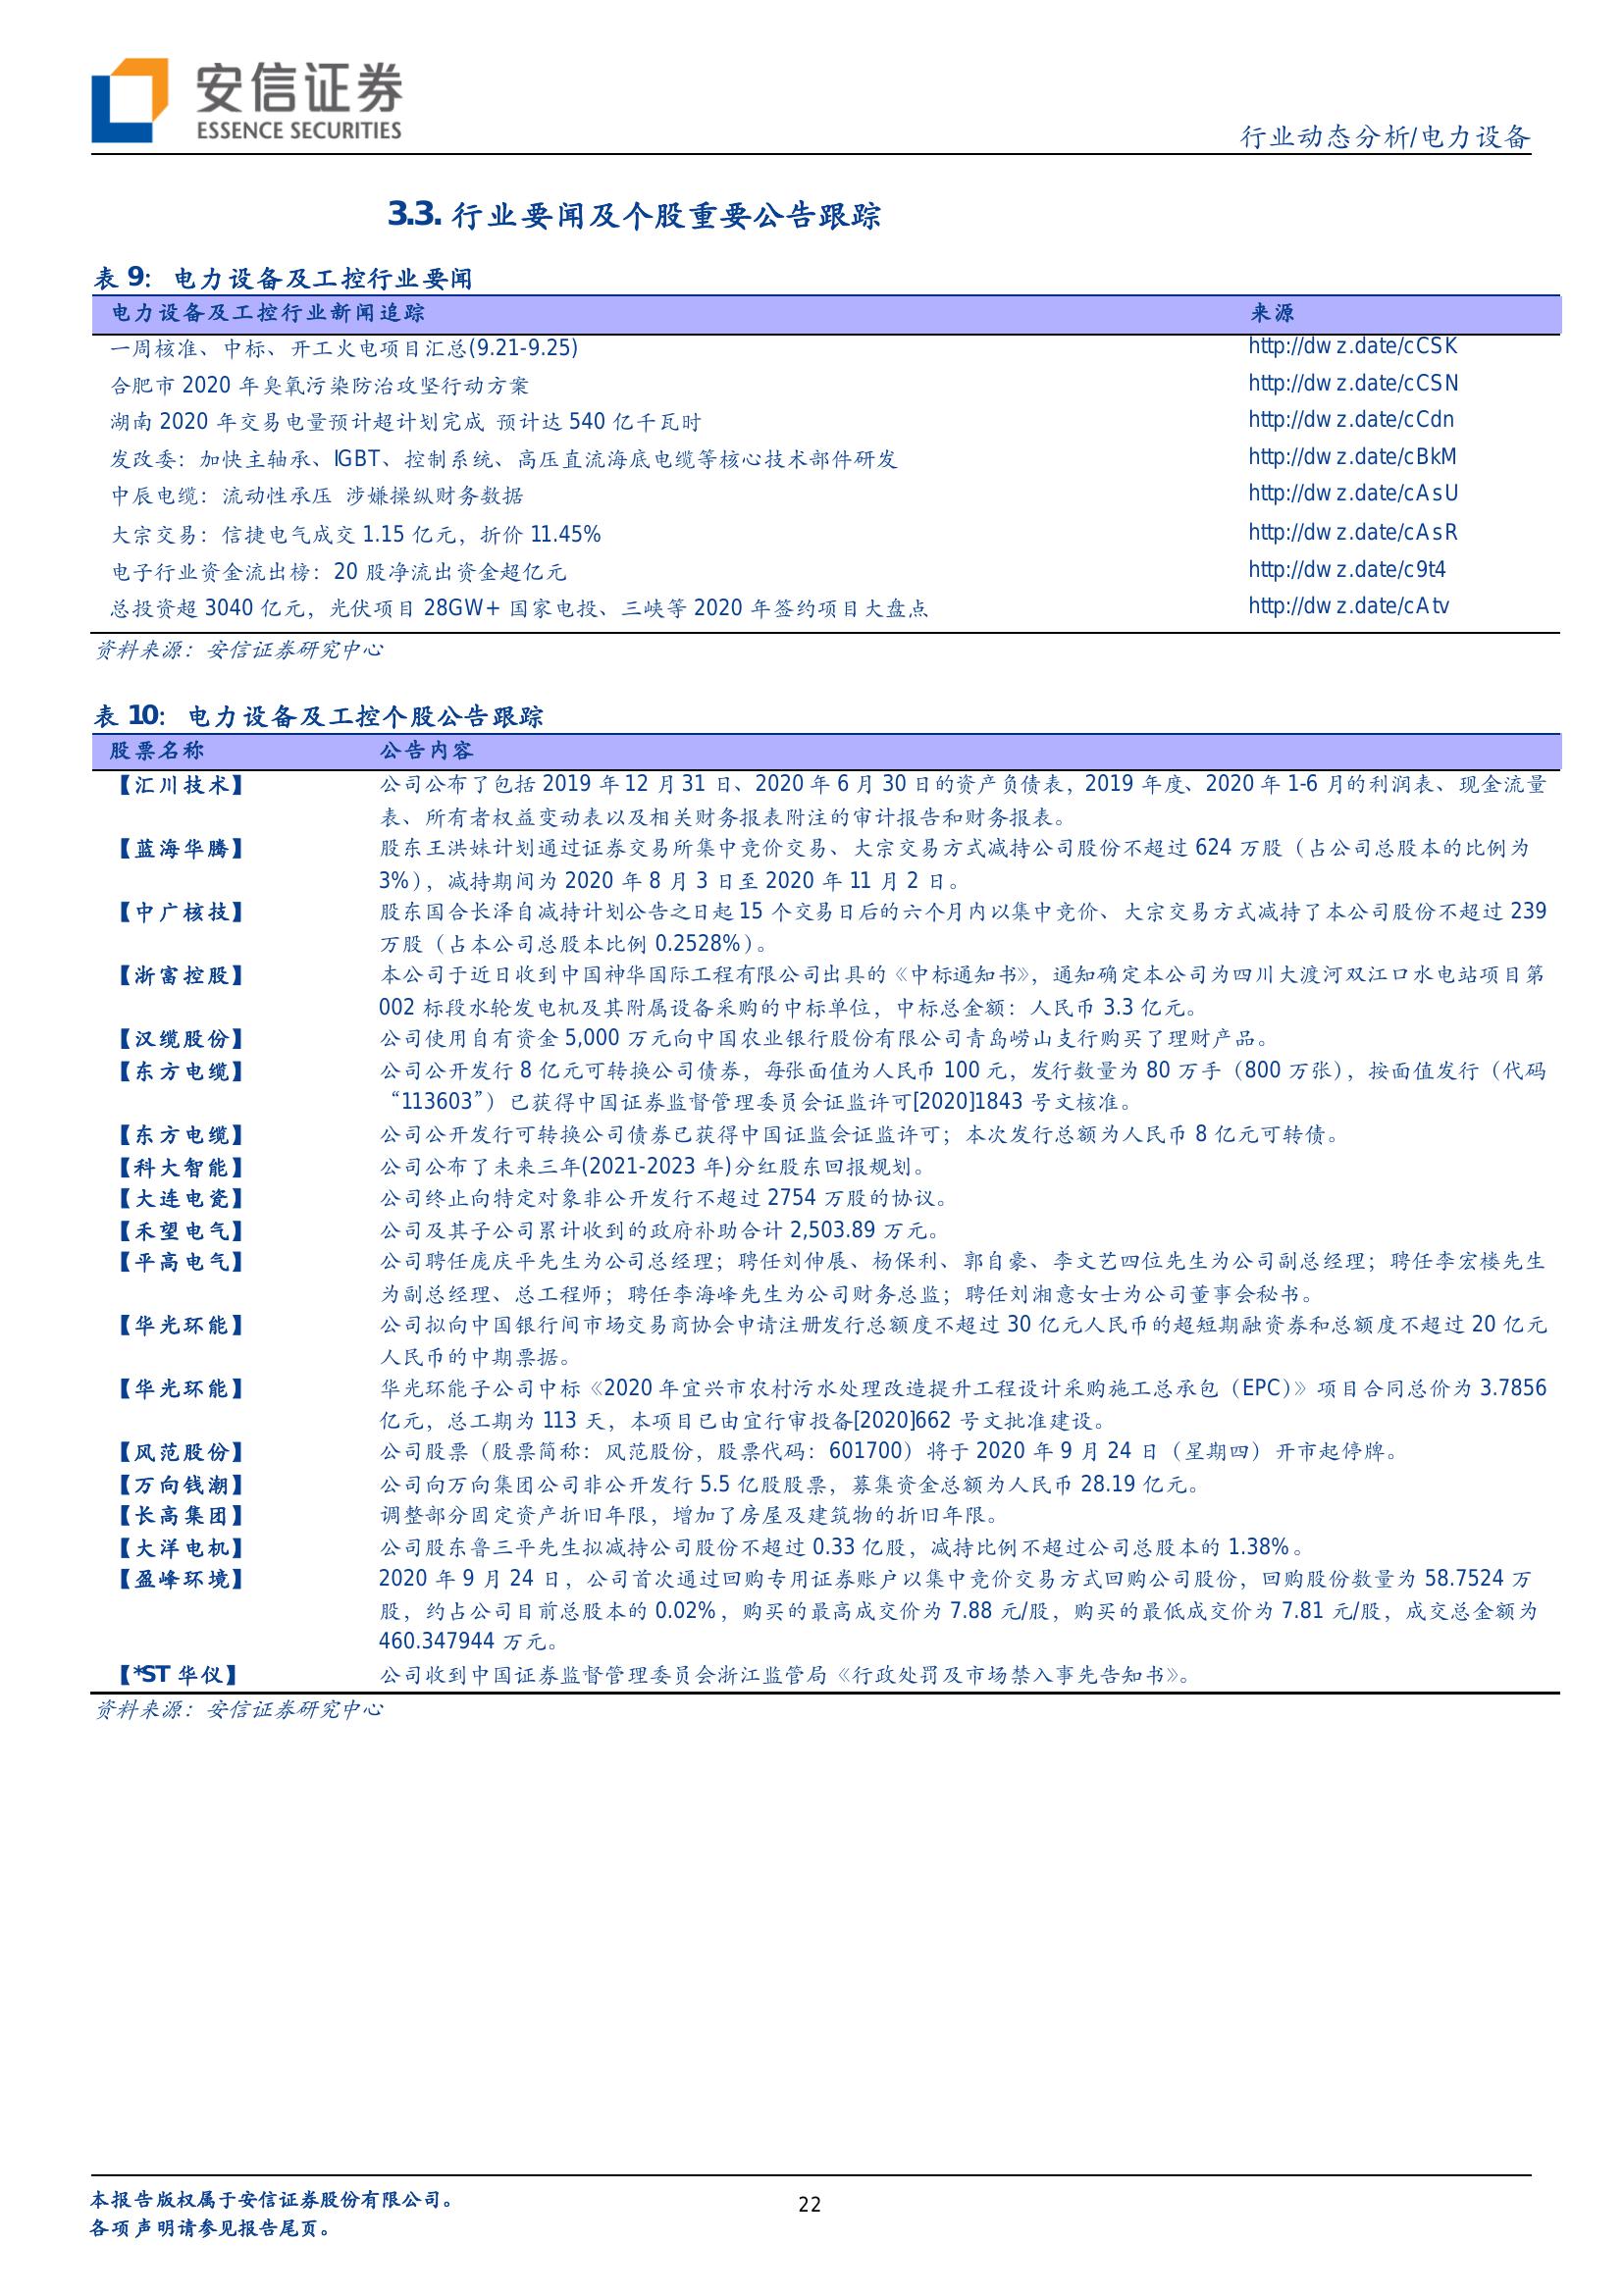 安信证券
ESSENCE SECURITIES
行业动态分析/电力设备
3.3. 行业要闻及个股重要公告跟踪
表 9：电力设备及工控行业要闻
电力设备及工控行业新闻追踪 来源
一周核准、中标、开工火电项目汇总(9.21-9.25) http://dwz.date/cCSK
合肥市 2020 年臭氧污染防治攻坚行动方案 http://dwz.date/cCSN
湖南 2020 年交易电量预计超计划完成 预计达 540 亿千瓦时 http://dwz.date/cCdn
发改委：加快主轴承、IGBT、控制系统、高压直流海底电缆等核心技术部件研发 http://dwz.date/cBkM
中辰电缆：流动性承压 涉嫌操纵财务数据 http://dwz.date/cAsU
大宗交易：信捷电气成交 1.15 亿元，折价 11.45% http://dwz.date/cAsR
电子行业资金流出榜：20 股净流出资金超亿元 http://dwz.date/c9t4
总投资超 3040 亿元，光伏项目 28GW+ 国家电投、三峡等 2020 年签约项目大盘点 http://dwz.date/cAtv
资料来源：安信证券研究中心
表 10：电力设备及工控个股公告跟踪
股票名称 公告内容
【汇川技术】 公司公布了包括 2019 年 12 月 31 日、2020 年 6 月 30 日的资产负债表，2019 年度、2020 年 1-6 月的利润表、现金流量
表、所有者权益变动表以及相关财务报表附注的审计报告和财务报表。
【蓝海华腾】 股东王洪妹计划通过证券交易所集中竞价交易、大宗交易方式减持公司股份不超过 624 万股（占公司总股本的比例为
3%），减持期间为 2020 年 8 月 3 日至 2020 年 11 月 2 日。
【中广核技】 股东国合长泽自减持计划公告之日起 15 个交易日后的六个月内以集中竞价、大宗交易方式减持了本公司股份不超过 239
万股（占本公司总股本比例 0.2528%）。
【浙富控股】 本公司于近日收到中国神华国际工程有限公司出具的《中标通知书》，通知确定本公司为四川大渡河双江口水电站项目第
002 标段水轮发电机及其附属设备采购的中标单位，中标总金额：人民币 3.3 亿元。
【汉缆股份】 公司使用自有资金 5,000 万元向中国农业银行股份有限公司青岛崂山支行购买了理财产品。
【东方电缆】 公司公开发行 8 亿元可转换公司债券，每张面值为人民币 100 元，发行数量为 80 万手（800 万张），按面值发行（代码
“113603”）已获得中国证券监督管理委员会证监许可[2020]1843 号文核准。
【东方电缆】 公司公开发行可转换公司债券已获得中国证监会证监许可；本次发行总额为人民币 8 亿元可转债。
【科大智能】 公司公布了未来三年(2021-2023 年)分红股东回报规划。
【大连电瓷】 公司终止向特定对象非公开发行不超过 2754 万股的协议。
【禾望电气】 公司及其子公司累计收到的政府补助合计 2,503.89 万元。
【平高电气】 公司聘任庞庆平先生为公司总经理；聘任刘伸展、杨保利、郭自豪、李文艺四位先生为公司副总经理；聘任李宏楼先生
为副总经理、总工程师；聘任李海峰先生为公司财务总监；聘任刘湘意女士为公司董事会秘书。
【华光环能】 公司拟向中国银行间市场交易商协会申请注册发行总额度不超过 30 亿元人民币的超短期融资券和总额度不超过 20 亿元
人民币的中期票据。
【华光环能】 华光环能子公司中标《2020 年宜兴市农村污水处理改造提升工程设计采购施工总承包（EPC）》项目合同总价为 3.7856
亿元，总工期为 113 天，本项目已由宜行审投备[2020]662 号文批准建设。
【风范股份】 公司股票（股票简称：风范股份，股票代码：601700）将于 2020 年 9 月 24 日（星期四）开市起停牌。
【万向钱潮】 公司向万向集团公司非公开发行 5.5 亿股股票，募集资金总额为人民币 28.19 亿元。
【长高集团】 调整部分固定资产折旧年限，增加了房屋及建筑物的折旧年限。
【大洋电机】 公司股东鲁三平先生拟减持公司股份不超过 0.33 亿股，减持比例不超过公司总股本的 1.38%。
【盈峰环境】 2020 年 9 月 24 日，公司首次通过回购专用证券账户以集中竞价交易方式回购公司股份，回购股份数量为 58.7524 万
股，约占公司目前总股本的 0.02%，购买的最高成交价为 7.88 元/股，购买的最低成交价为 7.81 元/股，成交总金额为
460.347944 万元。
【*ST 华仪】 公司收到中国证券监督管理委员会浙江监管局《行政处罚及市场禁入事先告知书》。
资料来源：安信证券研究中心
本报告版权属于安信证券股份有限公司。
22
各项声明请参见报告尾页。